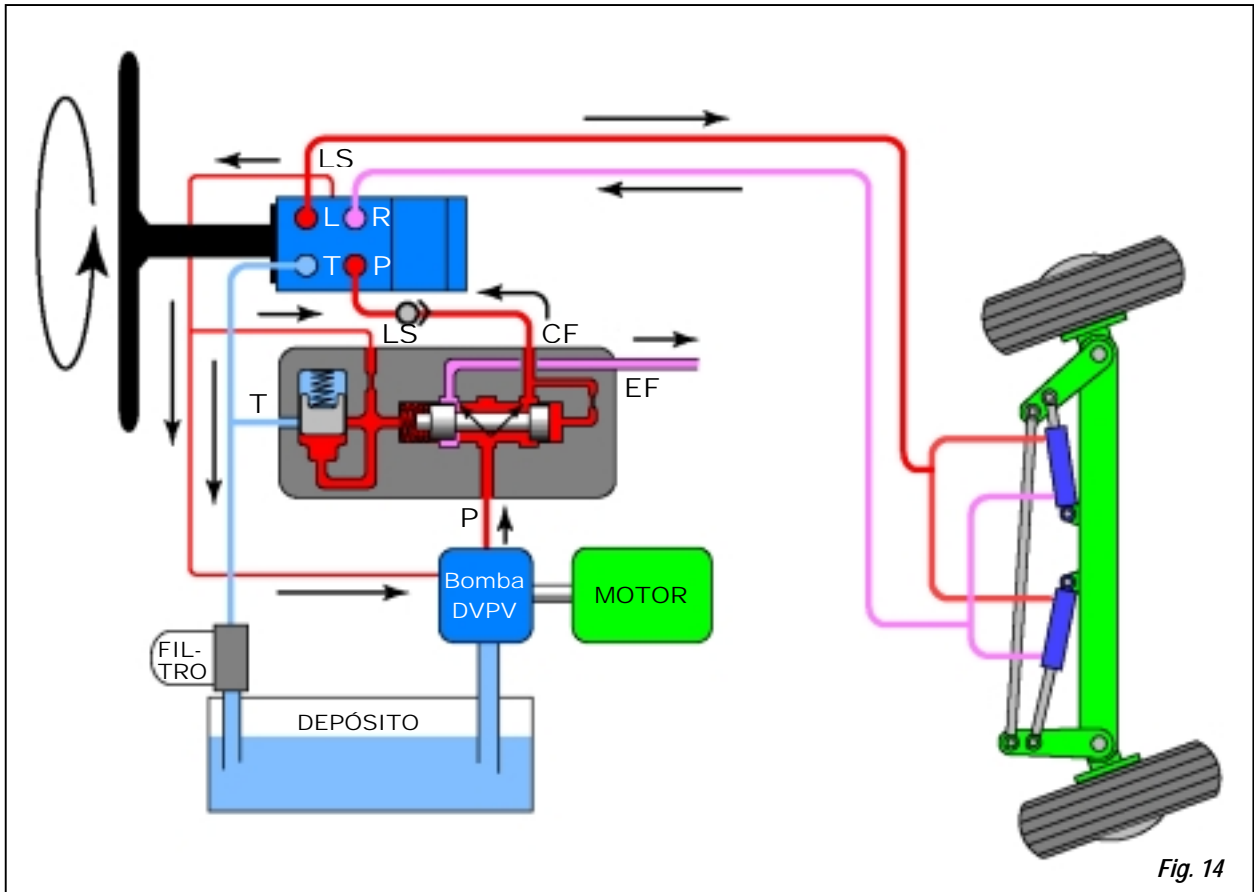 LS
L R
T P
LS
CF
EF
T
P
Bomba
DVPV
MOTOR
FIL-
TRO
DEPÓSITO
Fig. 14